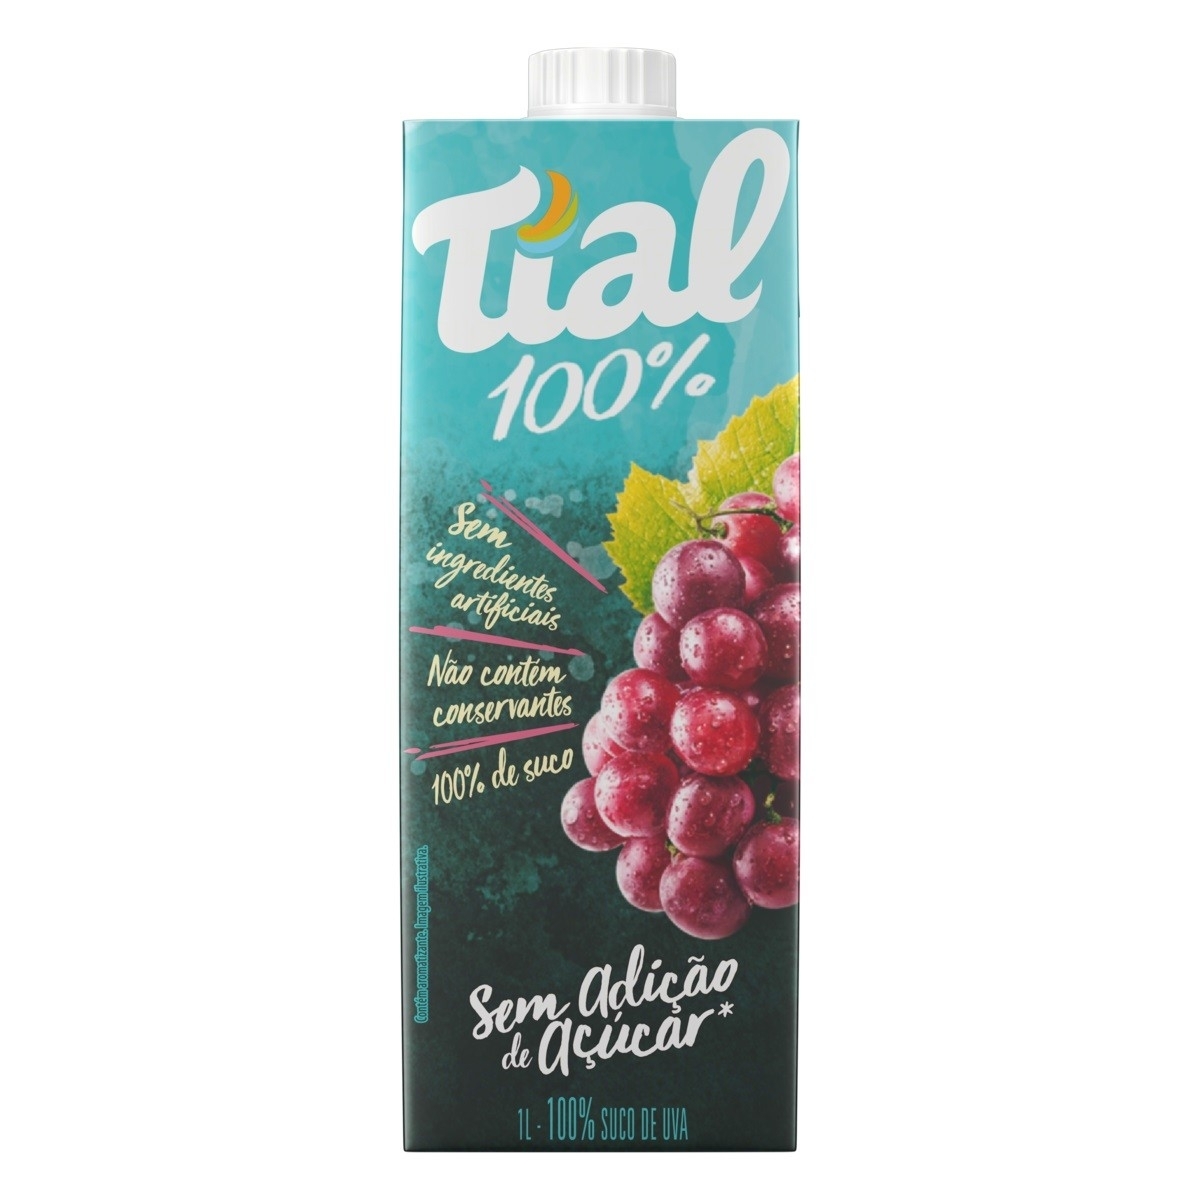 Tial
100%
Sem
ingredientes
artificiais
Não contém
conservantes
100% de suco
Contém aromatizante. Imagem ilustrativa.
Sem adição
de açúcar*
1L - 100% SUCO DE UVA